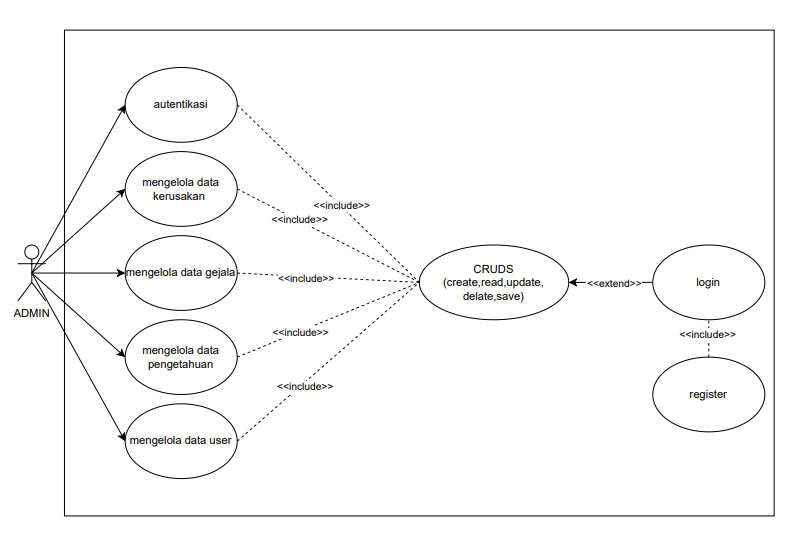 autentikasi
mengelola data
kerusakan
<<include>>
<<include>>
mengelola data gejala
<<include>>
CRUDS
(create,read,update,
delate,save)
<<extend>>
login
ADMIN
<<include>>
<<include>>
mengelola data
pengetahuan
<<include>>
register
mengelola data user